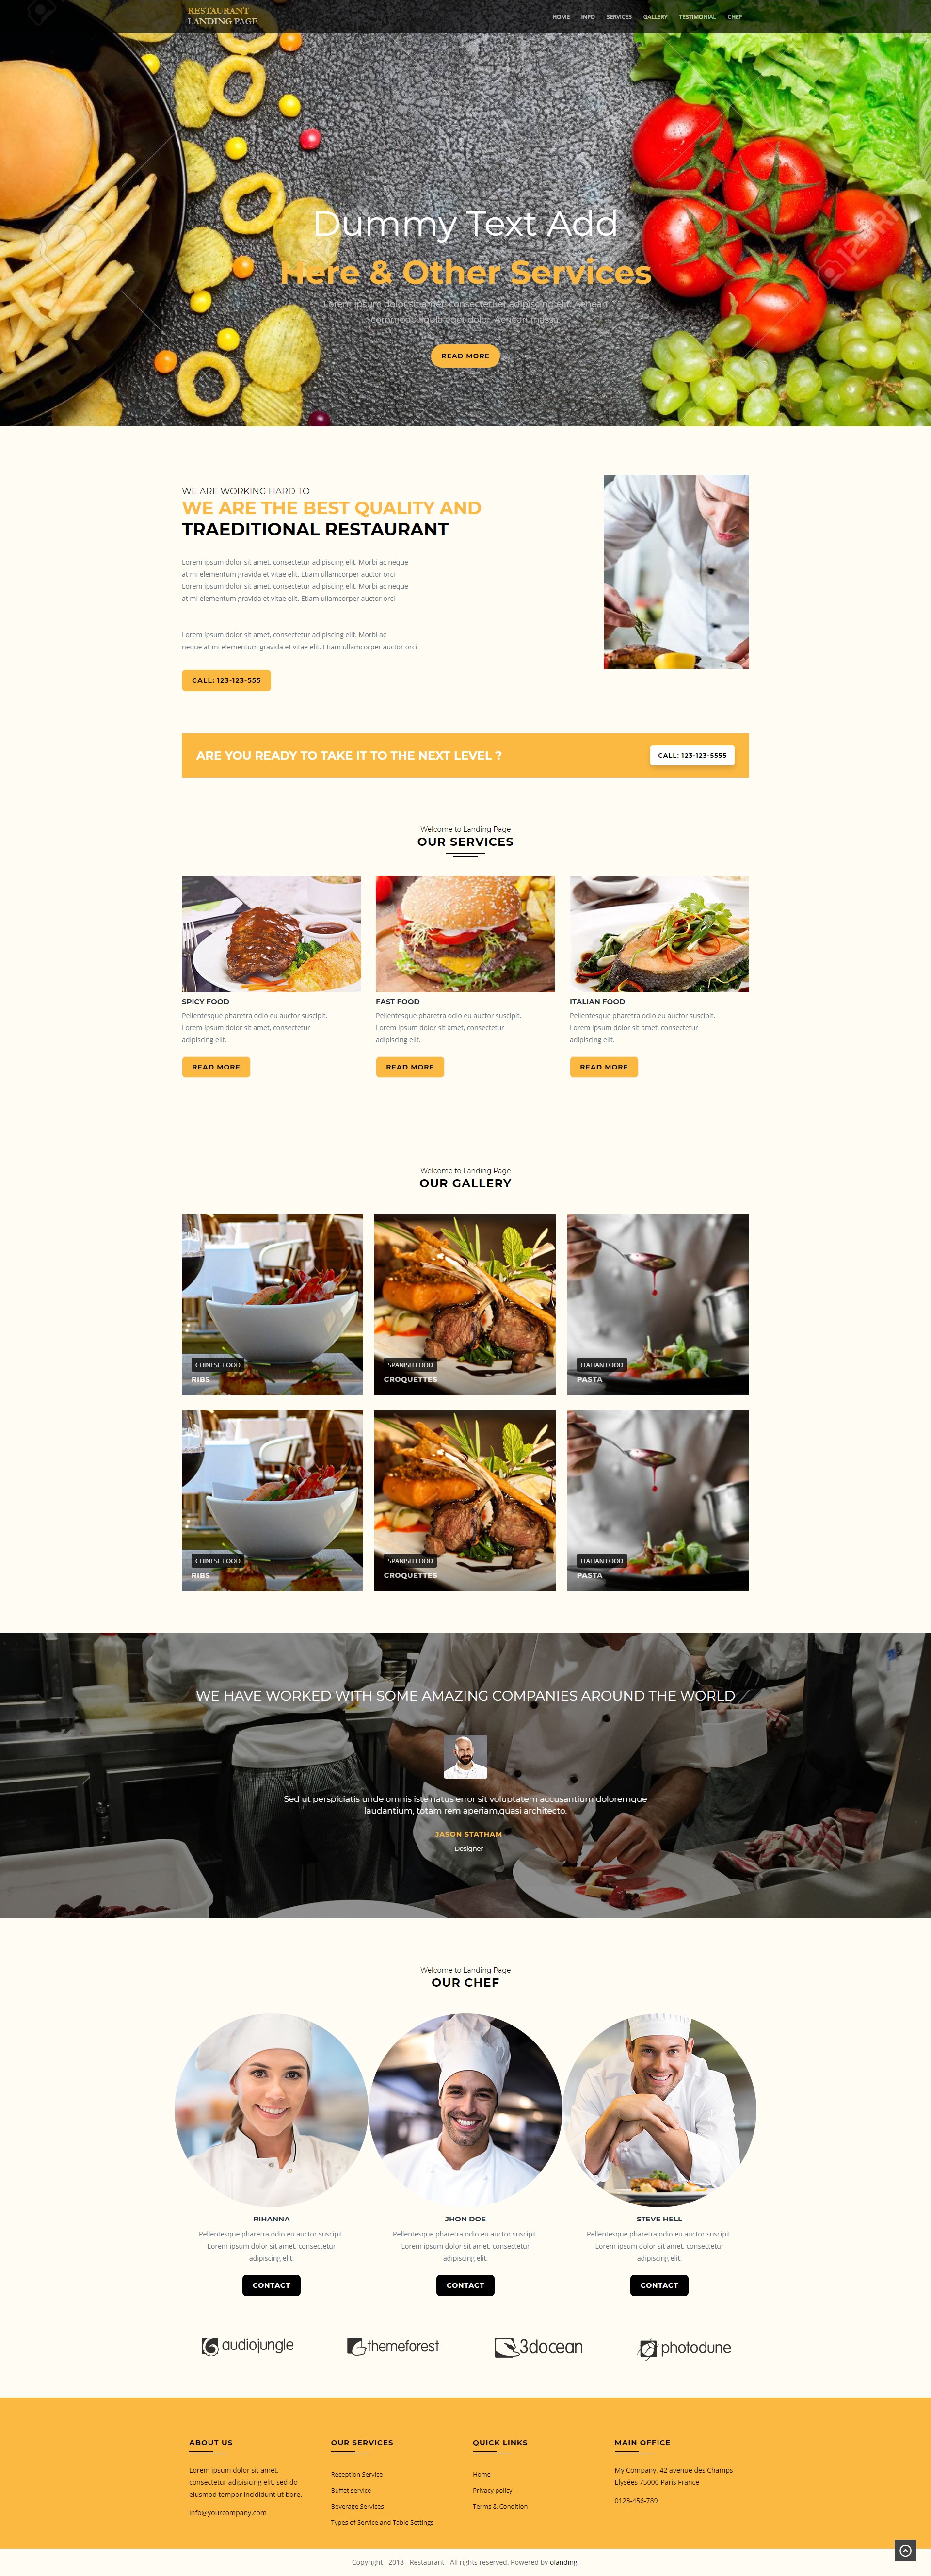 RESTAURANT
LANDING PAGE
HOME INFO SERVICES GALLERY TESTIMONIAL CHEF
Dummy Text Add
Here & Other Services
Lorem ipsum dolor sit amet, consectetuer adipiscing elit. Aenean
commodo ligula eget dolor. Aenean massa.
READ MORE
WE ARE WORKING HARD TO
WE ARE THE BEST QUALITY AND
TRAEDITIONAL RESTAURANT
Lorem ipsum dolor sit amet, consectetur adipiscing elit. Morbi ac neque
at mi elementum gravida et vitae elit. Etiam ullamcorper auctor orci
Lorem ipsum dolor sit amet, consectetur adipiscing elit. Morbi ac neque
at mi elementum gravida et vitae elit. Etiam ullamcorper auctor orci
Lorem ipsum dolor sit amet, consectetur adipiscing elit. Morbi ac
neque at mi elementum gravida et vitae elit. Etiam ullamcorper auctor orci
CALL: 123-123-555
ARE YOU READY TO TAKE IT TO THE NEXT LEVEL ?
CALL: 123-123-5555
Welcome to Landing Page
OUR SERVICES
SPICY FOOD
Pellentesque pharetra odio eu auctor suscipit.
Lorem ipsum dolor sit amet, consectetur
adipiscing elit.
READ MORE
FAST FOOD
Pellentesque pharetra odio eu auctor suscipit.
Lorem ipsum dolor sit amet, consectetur
adipiscing elit.
READ MORE
ITALIAN FOOD
Pellentesque pharetra odio eu auctor suscipit.
Lorem ipsum dolor sit amet, consectetur
adipiscing elit.
READ MORE
Welcome to Landing Page
OUR GALLERY
CHINESE FOOD
RIBS
SPANISH FOOD
CROQUETTES
ITALIAN FOOD
PASTA
CHINESE FOOD
RIBS
SPANISH FOOD
CROQUETTES
ITALIAN FOOD
PASTA
WE HAVE WORKED WITH SOME AMAZING COMPANIES AROUND THE WORLD
Sed ut perspiciatis unde omnis iste natus error sit voluptatem accusantium doloremque
laudantium, totam rem aperiam,quasi architecto.
JASON STATHAM
Designer
Welcome to Landing Page
OUR CHEF
RIHANNA
Pellentesque pharetra odio eu auctor suscipit.
Lorem ipsum dolor sit amet, consectetur
adipiscing elit.
CONTACT
JHON DOE
Pellentesque pharetra odio eu auctor suscipit.
Lorem ipsum dolor sit amet, consectetur
adipiscing elit.
CONTACT
STEVE HELL
Pellentesque pharetra odio eu auctor suscipit.
Lorem ipsum dolor sit amet, consectetur
adipiscing elit.
CONTACT
audiojungle
themeforest
3docean
photodune
ABOUT US
Lorem ipsum dolor sit amet,
consectetur adipisicing elit, sed do
eiusmod tempor incididunt ut bore.
info@yourcompany.com
OUR SERVICES
Reception Service
Buffet service
Beverage Services
Types of Service and Table Settings
QUICK LINKS
Home
Privacy policy
Terms & Condition
MAIN OFFICE
My Company, 42 avenue des Champs
Elysées 75000 Paris France
0123-456-789
Copyright - 2018 - Restaurant - All rights reserved. Powered by olanding.